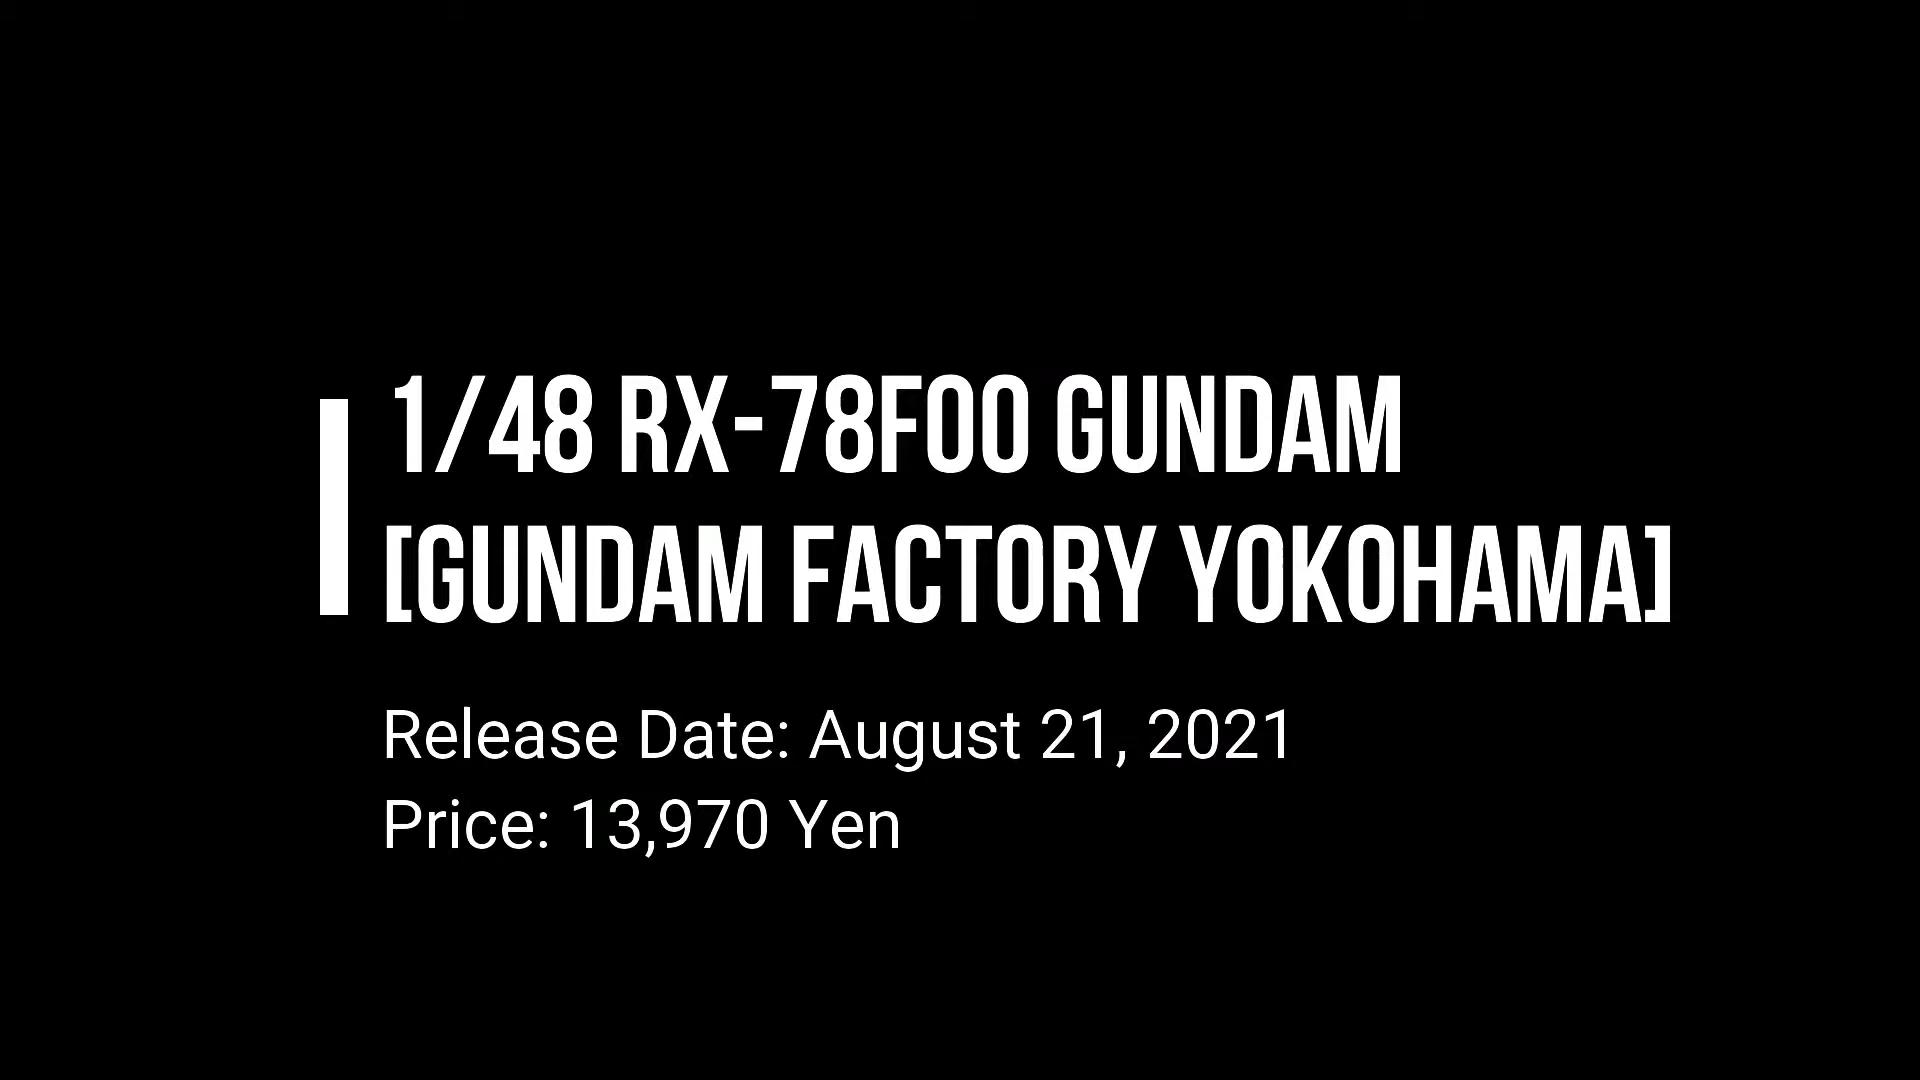 1/48 RX-78F00 GUNDAM
[GUNDAM FACTORY YOKOHAMA]
Release Date: August 21, 2021
Price: 13,970 Yen